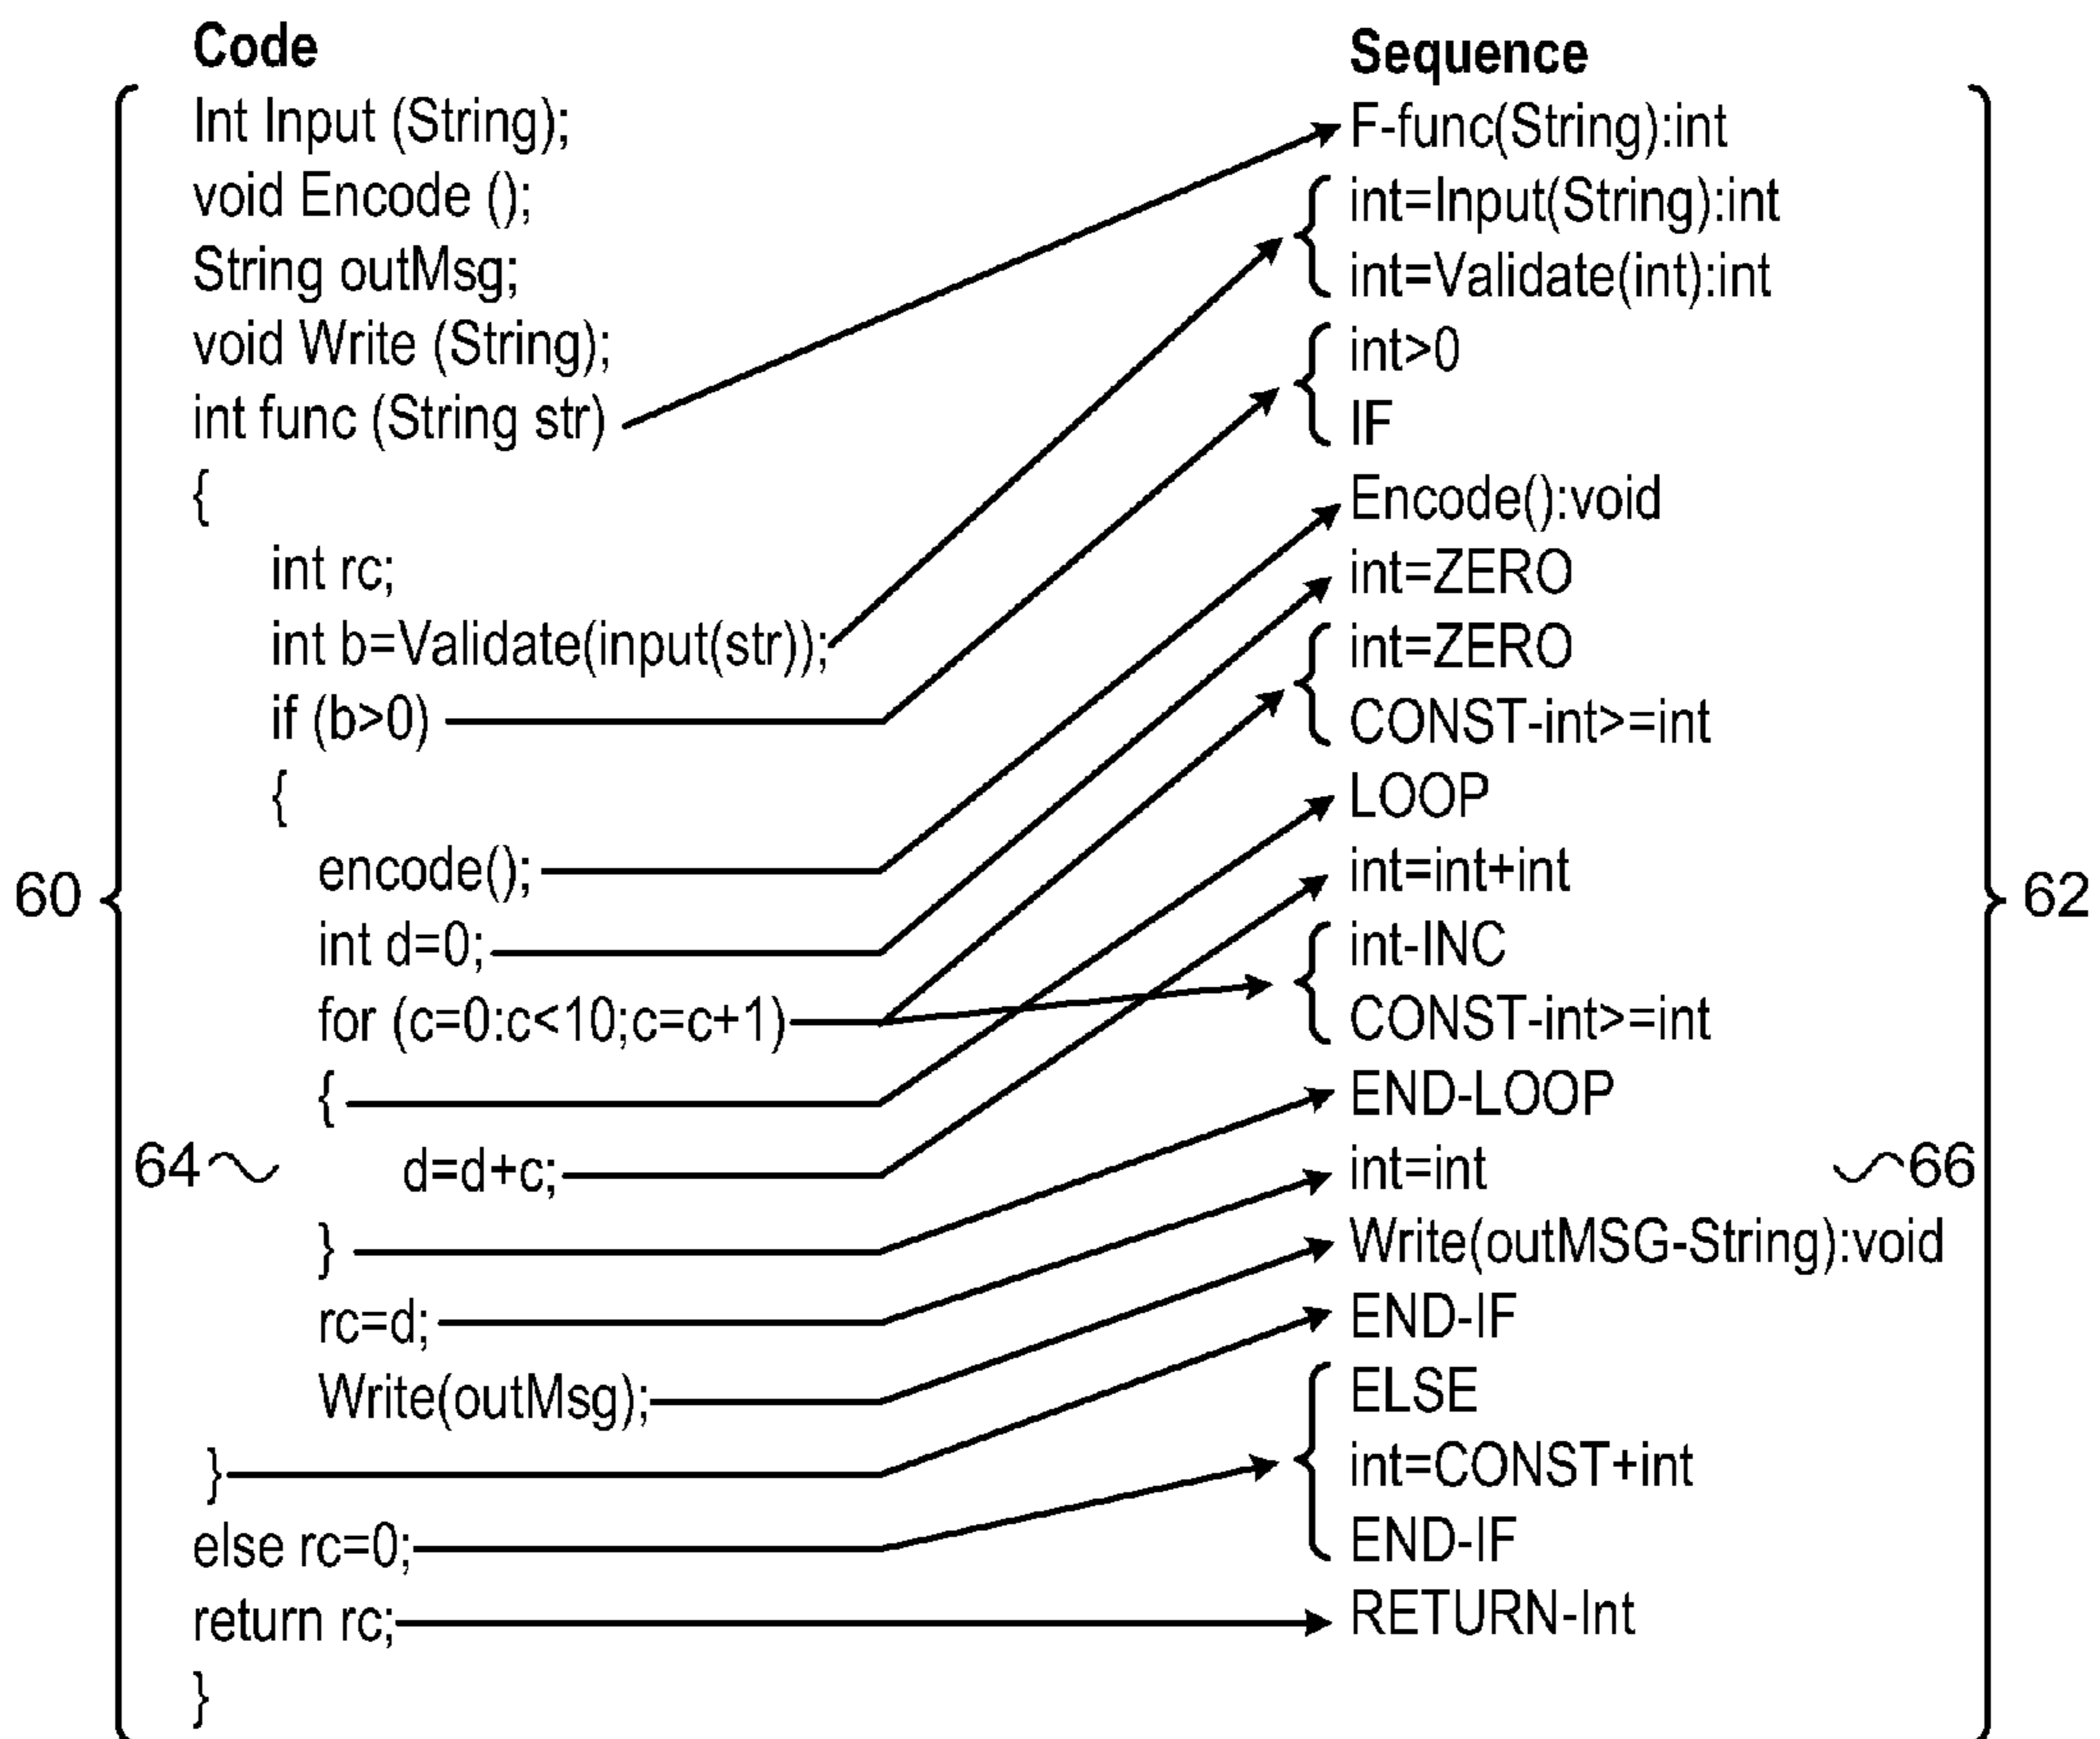 Code
Int Input (String);
void Encode ();
String outMsg;
void Write (String);
int func (String str)
{
int rc;
int b=Validate(input(str));
if (b>0)
{
encode();
int d=0;
for (c=0:c<10;c=c+1)
{
d=d+c;
}
rc=d;
Write(outMsg);
}
else rc=0;
return rc;
}
60
64
Sequence
F-func(String):int
int=Input(String):int
int=Validate(int):int
int>0
IF
Encode():void
int=ZERO
int=ZERO
CONST-int>=int
LOOP
int=int+int
int-INC
CONST-int>=int
END-LOOP
int=int
Write(outMSG-String):void
END-IF
ELSE
int=CONST+int
END-IF
RETURN-Int
62
66